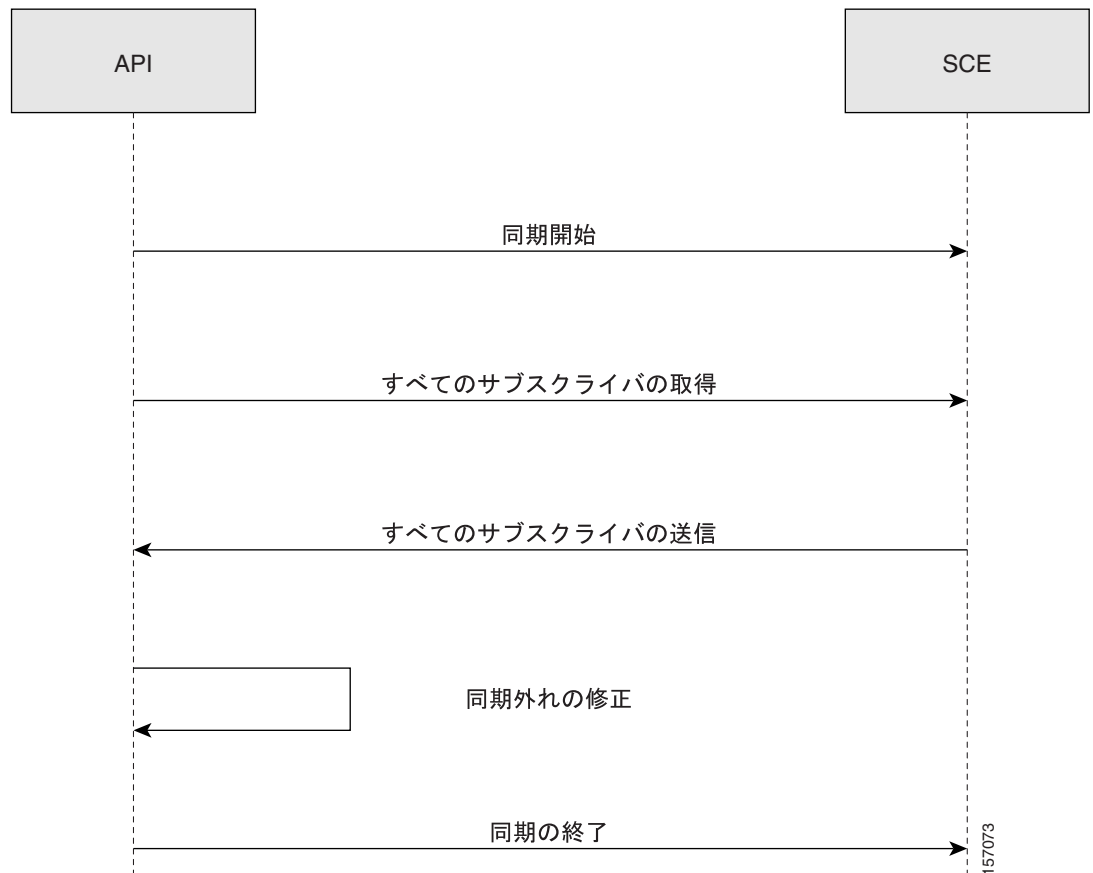 API
SCE
同期開始
すべてのサブスクライバの取得
すべてのサブスクライバの送信
同期外れの修正
同期の終了
157073